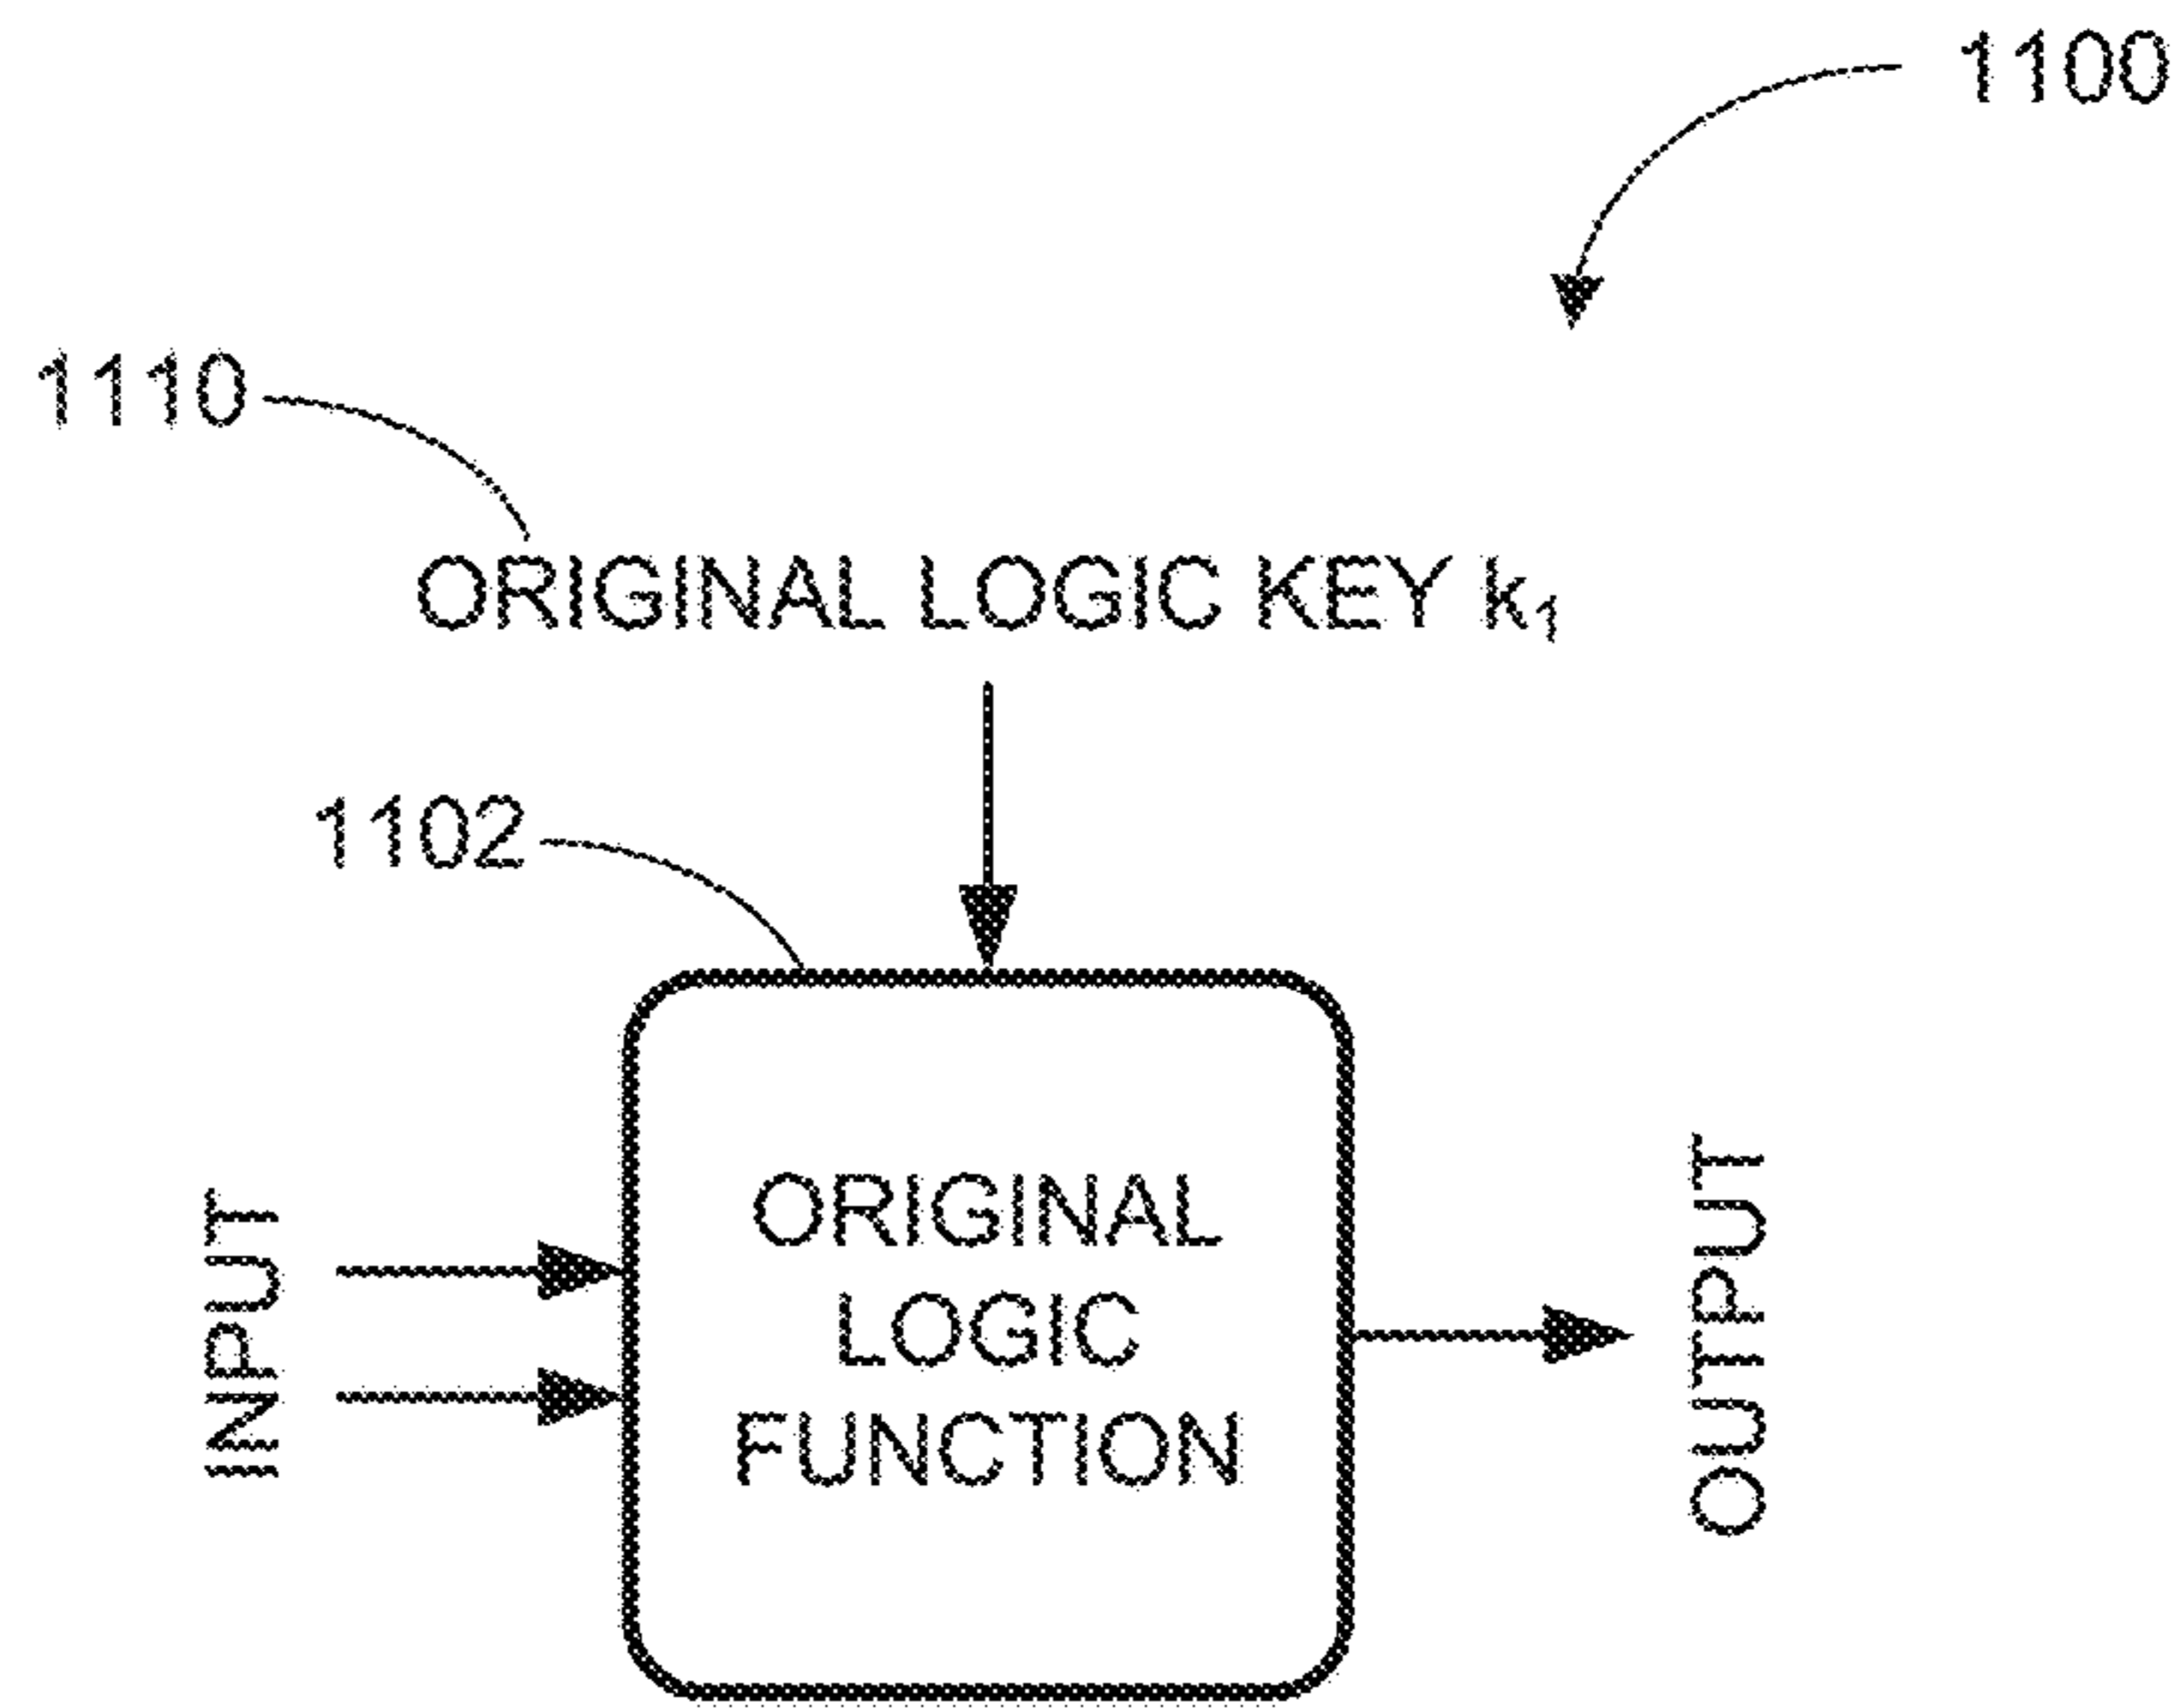 1100
1110
ORIGINAL LOGIC KEY k₁
1102
INPUT
ORIGINAL
LOGIC
FUNCTION
OUTPUT